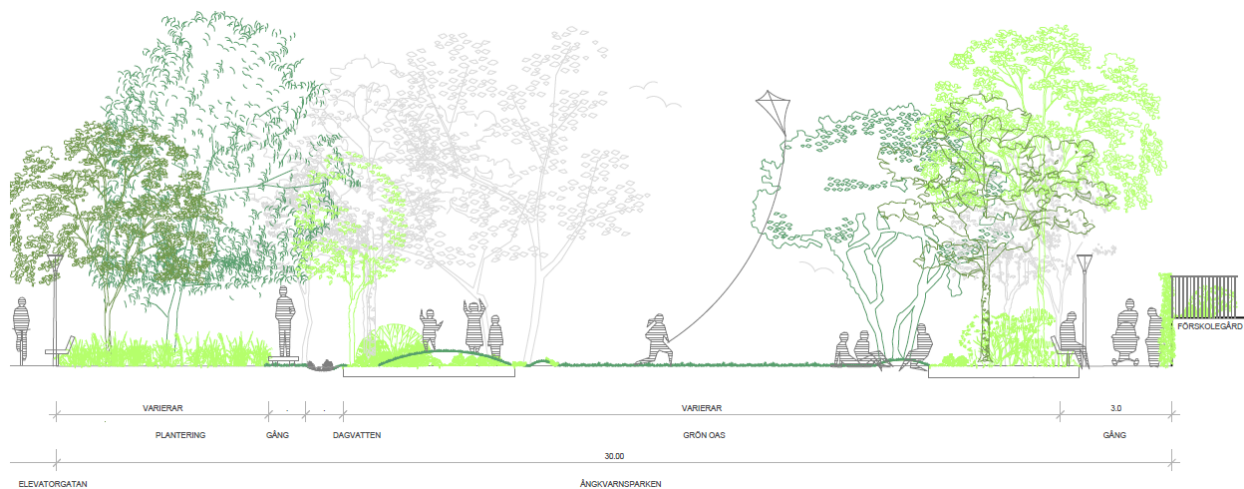 FÖRSKOLEGÅRD
VARIERAR . . VARIERAR 3.0
PLANTERING GÅNG DAGVATTEN GRÖN OAS GÅNG
30.00
ELEVATORGATAN ÅNGKVARNSPARKEN